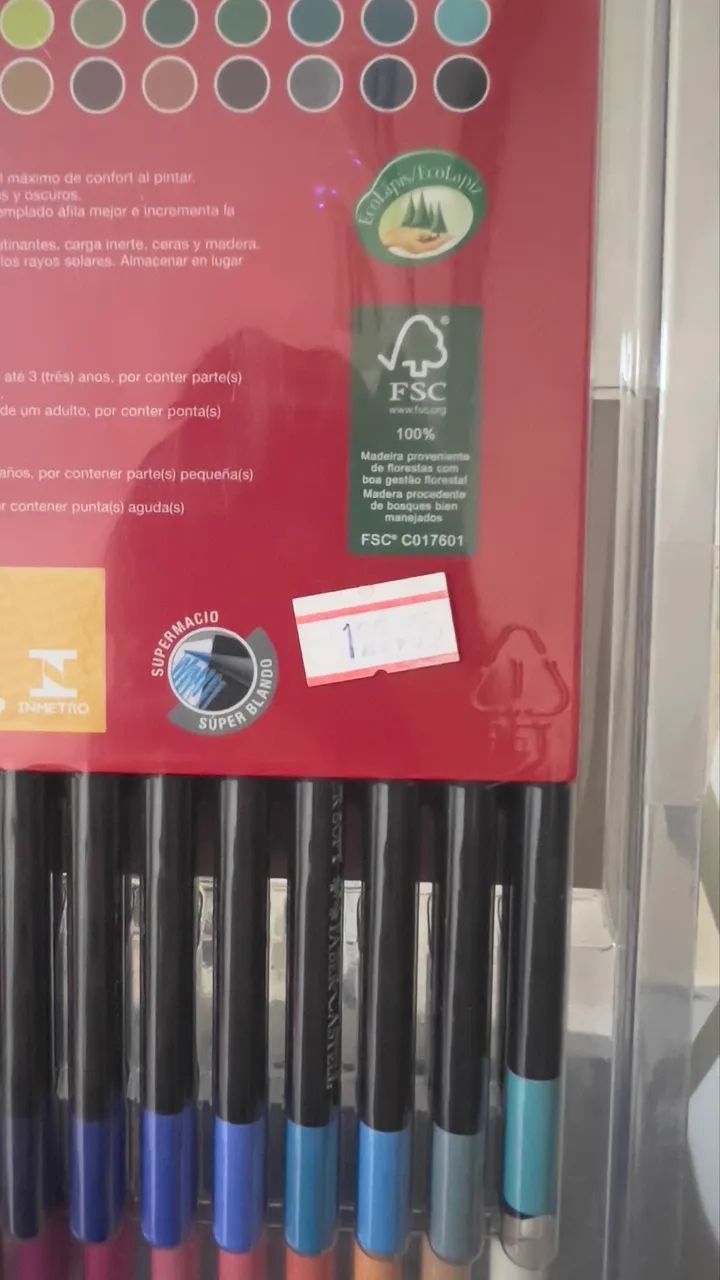 máximo de confort al pintar.
s y oscuros.
emplado afila mejor e incrementa la
utinantes, carga inerte, ceras y madera.
los rayos solares. Almacenar en lugar
EcoLápis/EcoLapiz
FSC®
www.fsc.org
100%
Madeira proveniente
de florestas com
boa gestão florestal
Madera procedente
de bosques bien
manejados
FSC® C017601
até 3 (três) anos, por conter parte(s)
de um adulto, por conter ponta(s)
años, por contener parte(s) pequeña(s)
r contener punta(s) aguda(s)
INMETRO
SUPERMACIO
SÚPER BLANDO
FABER-CASTELL